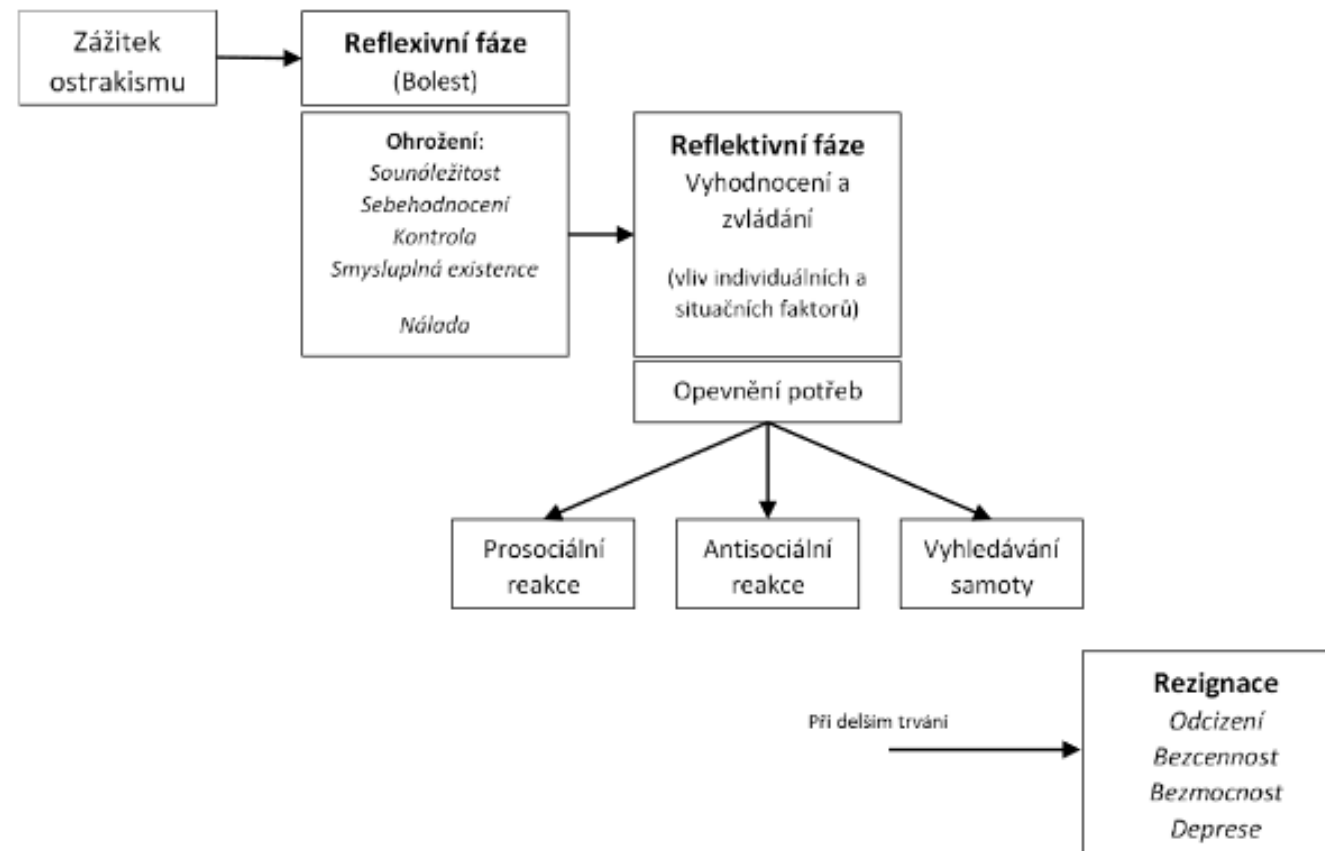 Zážitek
ostrakismu
Reflexivní fáze
(Bolest)
Ohrožení:
Sounáležitost
Sebehodnocení
Kontrola
Smysluplná existence
Nálada
Reflektivní fáze
Vyhodnocení a
zvládání
(vliv individuálních a
situačních faktorů)
Opevnění potřeb
Prosociální
reakce
Antisociální
reakce
Vyhledávání
samoty
Při delším trvání
Rezignace
Odcizení
Bezcennost
Bezmocnost
Deprese